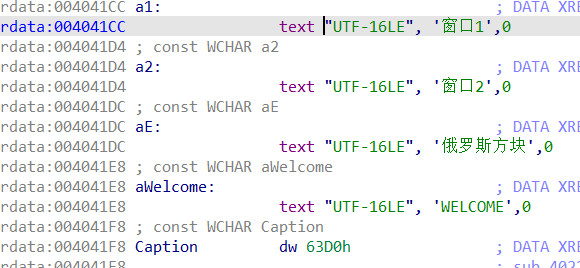 rdata:004041CC a1: ; DATA XRE
rdata:004041CC text "UTF-16LE", '窗口1',0
rdata:004041D4 ; const WCHAR a2
rdata:004041D4 a2: ; DATA XRE
rdata:004041D4 text "UTF-16LE", '窗口2',0
rdata:004041DC ; const WCHAR aE
rdata:004041DC aE: ; DATA XRE
rdata:004041DC text "UTF-16LE", '俄罗斯方块',0
rdata:004041E8 ; const WCHAR aWelcome
rdata:004041E8 aWelcome: ; DATA XRE
rdata:004041E8 text "UTF-16LE", 'WELCOME',0
rdata:004041F8 ; const WCHAR Caption
rdata:004041F8 Caption dw 63D0h ; DATA XRE
rdata:004041F8